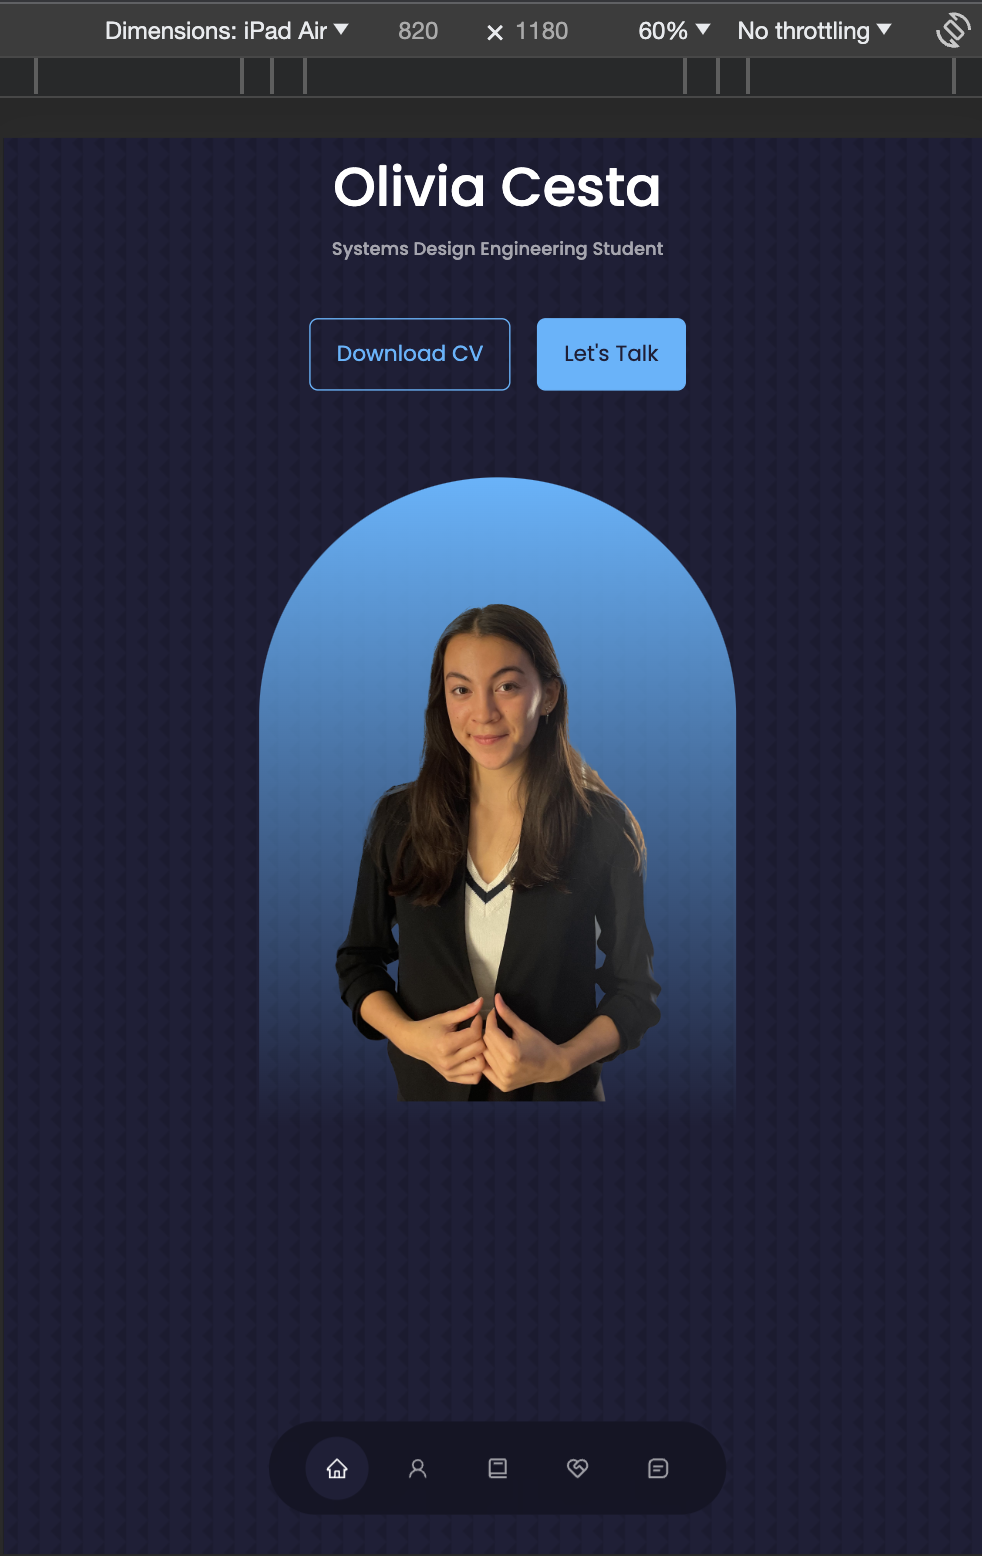 Dimensions: iPad Air ▼ 820 × 1180 60% ▼ No throttling ▼
Olivia Cesta
Systems Design Engineering Student
Download CV Let's Talk